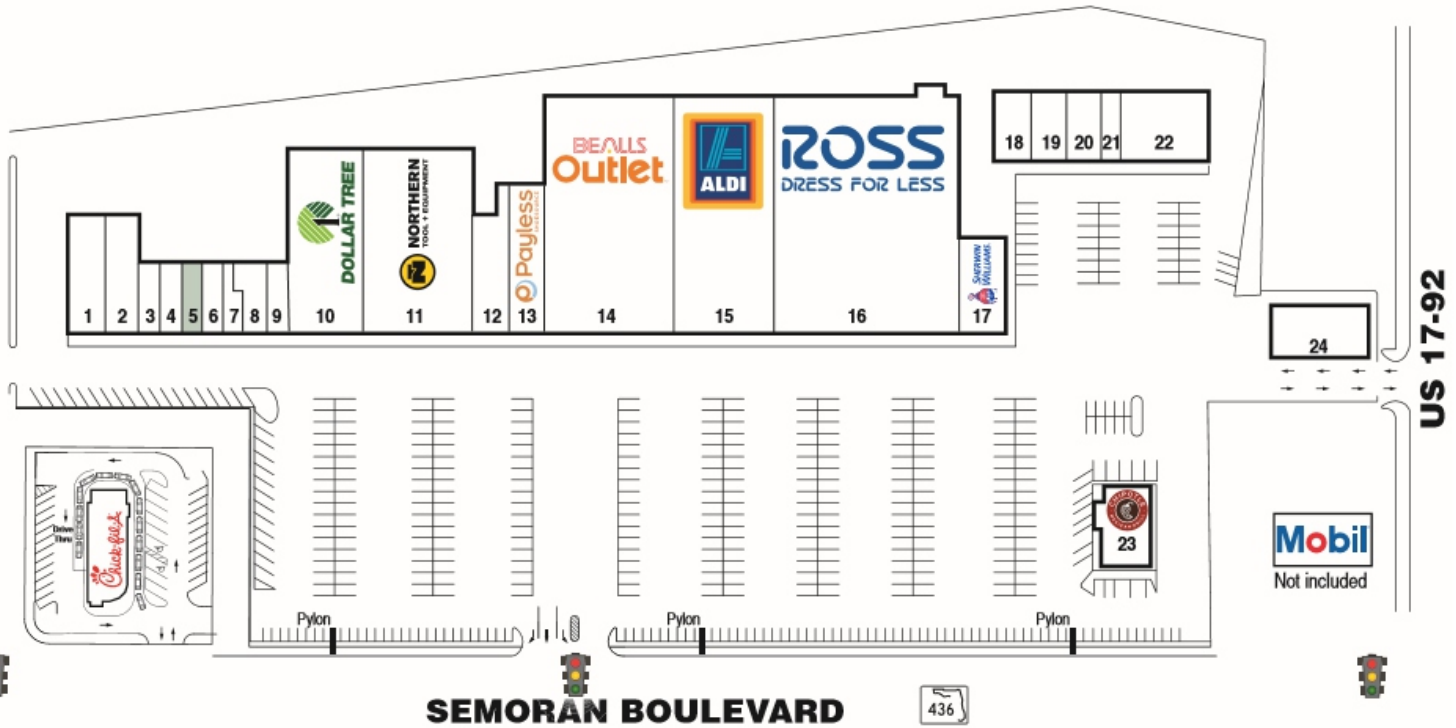 BEALLS
Outlet
ALDI
ROSS
DRESS FOR LESS
DOLLAR TREE
NORTHERN
TOOL + EQUIPMENT
N
Payless
SHERWIN
WILLIAMS
18 19 20 21 22
1 2 3 4 5 6 7 8 9 10 11 12 13 14 15 16 17
24
US 17-92
Drive
Thru
Chick-fil-A
CHIPOTLE
23
Mobil
Not included
Pylon Pylon Pylon
SEMORAN BOULEVARD
436